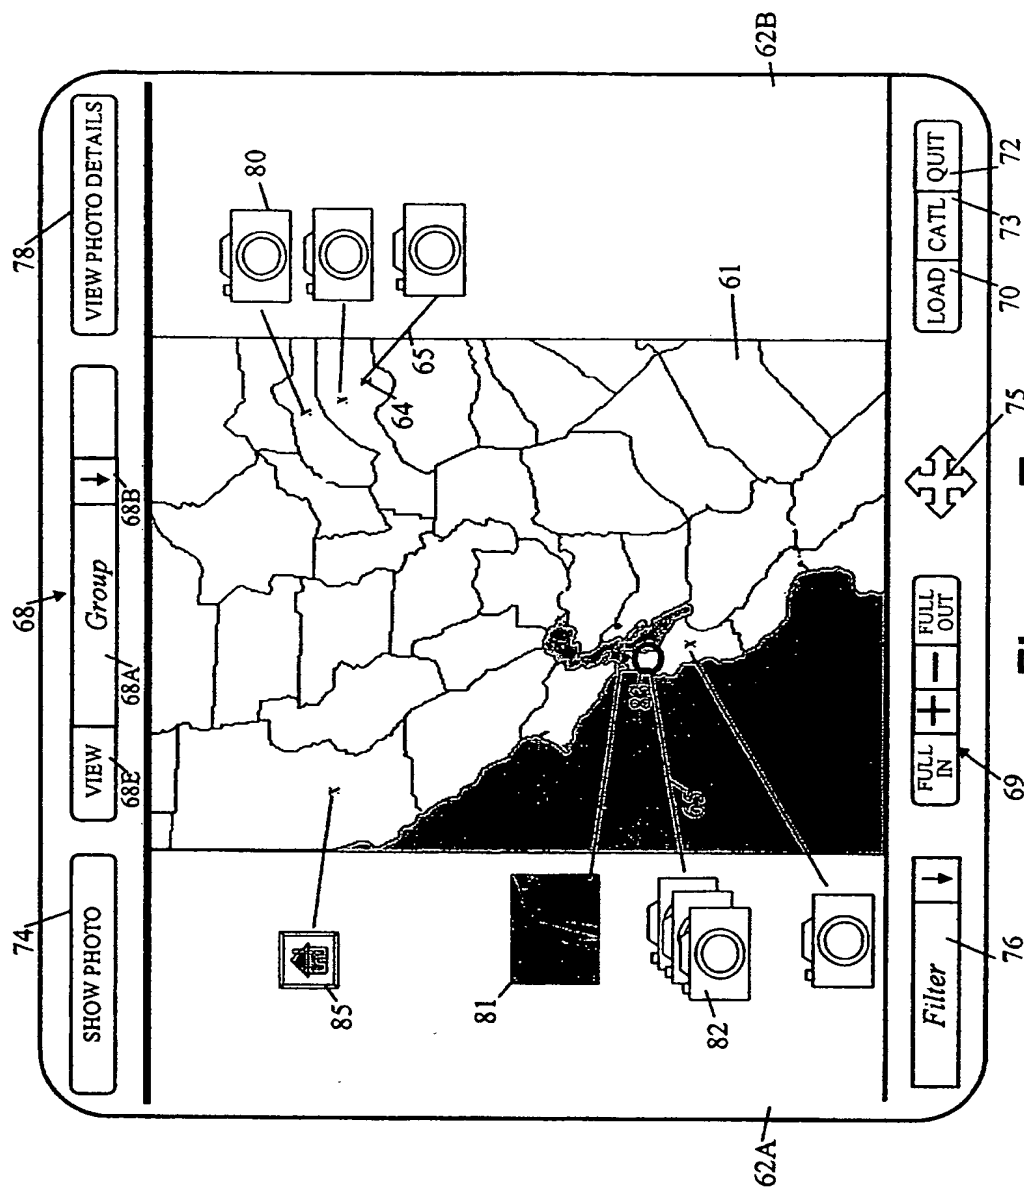 74
68
78
SHOW PHOTO
VIEW
Group
↓
VIEW PHOTO DETAILS
68E
68A
68B
80
85
64
65
81
83
82
61
62A
62B
Filter
↓
FULL IN
+
−
FULL OUT
LOAD
CATL
QUIT
76
69
75
70
73
72